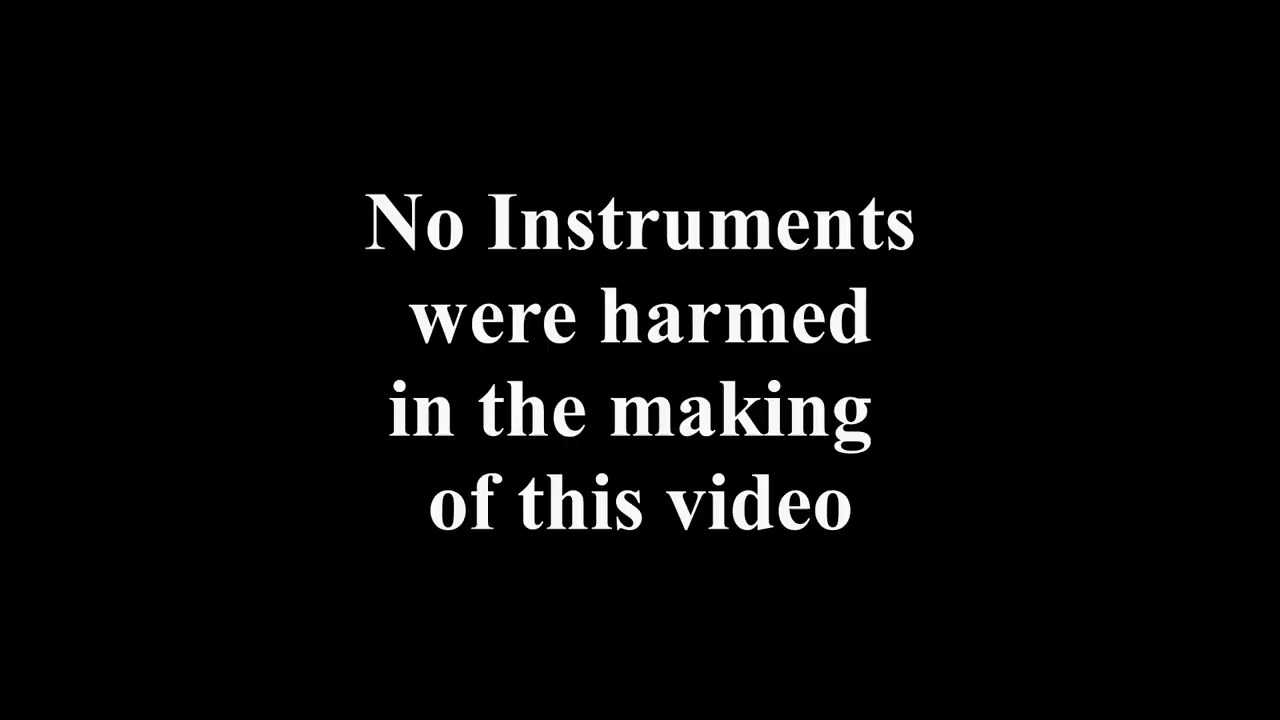 No Instruments
were harmed
in the making
of this video